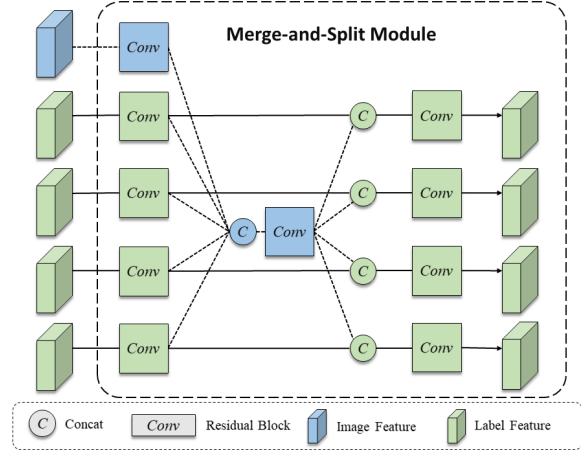 Merge-and-Split Module
Conv
Conv
C
Conv
Conv
C
Conv
C
Conv
Conv
C
Conv
Conv
C
Conv
C
Concat
Conv
Residual Block
Image Feature
Label Feature